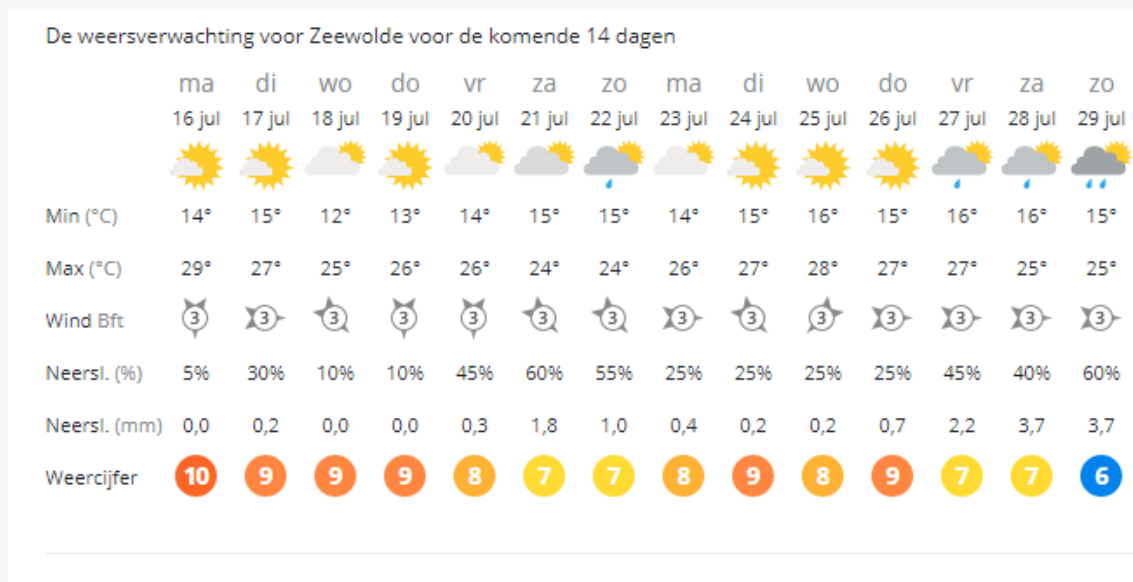 De weersverwachting voor Zeewolde voor de komende 14 dagen
ma di wo do vr za zo ma di wo do vr za zo
16 jul 17 jul 18 jul 19 jul 20 jul 21 jul 22 jul 23 jul 24 jul 25 jul 26 jul 27 jul 28 jul 29 jul
Min (°C) 14° 15° 12° 13° 14° 15° 15° 14° 15° 16° 15° 16° 16° 15°
Max (°C) 29° 27° 25° 26° 26° 24° 24° 26° 27° 28° 27° 27° 25° 25°
Wind Bft 3 3 3 3 3 3 3 3 3 3 3 3 3 3
Neersl. (%) 5% 30% 10% 10% 45% 60% 55% 25% 25% 25% 25% 45% 40% 60%
Neersl. (mm) 0,0 0,2 0,0 0,0 0,3 1,8 1,0 0,4 0,2 0,2 0,7 2,2 3,7 3,7
Weercijfer 10 9 9 9 8 7 7 8 9 8 9 7 7 6